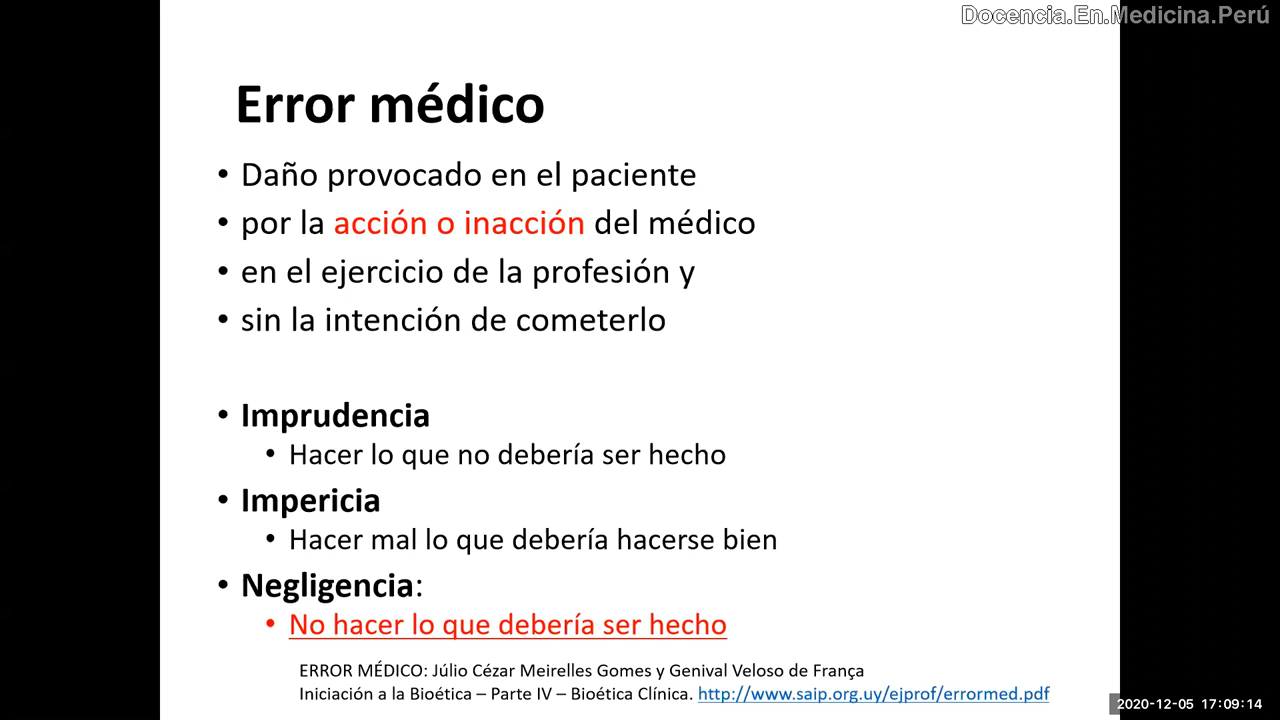 Docencia.En.Medicina.Perú
Error médico
• Daño provocado en el paciente
• por la acción o inacción del médico
• en el ejercicio de la profesión y
• sin la intención de cometerlo
• Imprudencia
• Hacer lo que no debería ser hecho
• Impericia
• Hacer mal lo que debería hacerse bien
• Negligencia:
• No hacer lo que debería ser hecho
ERROR MÉDICO: Júlio Cézar Meirelles Gomes y Genival Veloso de França
Iniciación a la Bioética – Parte IV – Bioética Clínica. http://www.saip.org.uy/ejprof/errormed.pdf
2020-12-05 17:09:14